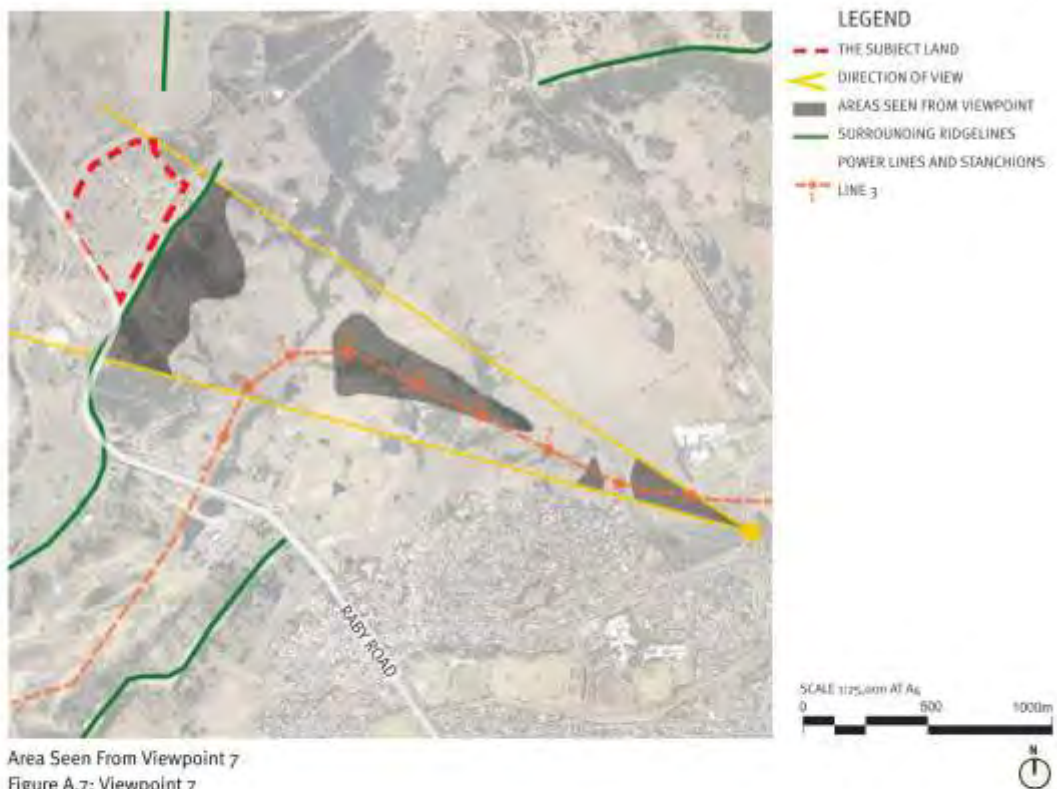 LEGEND
THE SUBJECT LAND
DIRECTION OF VIEW
AREAS SEEN FROM VIEWPOINT
SURROUNDING RIDGELINES
POWER LINES AND STANCHIONS
LINE 3
RABY ROAD
SCALE 1:25,000 AT A4
0 500 1000m
N
Area Seen From Viewpoint 7
Figure A.7: Viewpoint 7